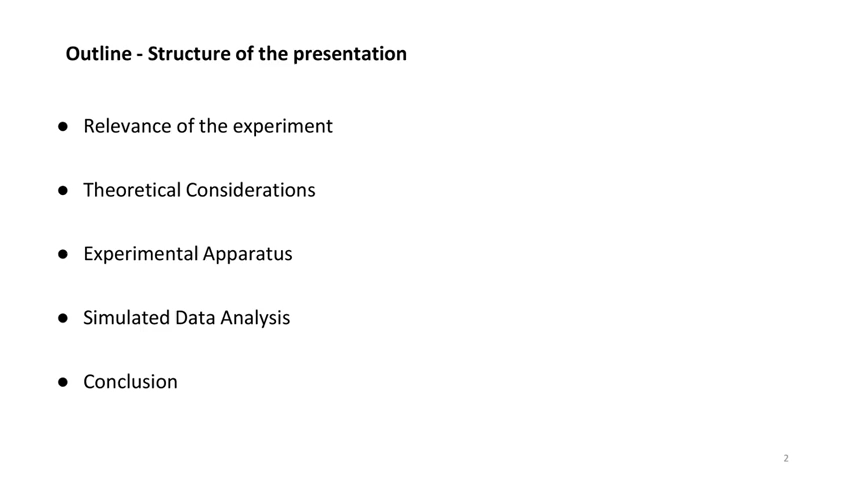 Outline - Structure of the presentation
● Relevance of the experiment
● Theoretical Considerations
● Experimental Apparatus
● Simulated Data Analysis
● Conclusion
2